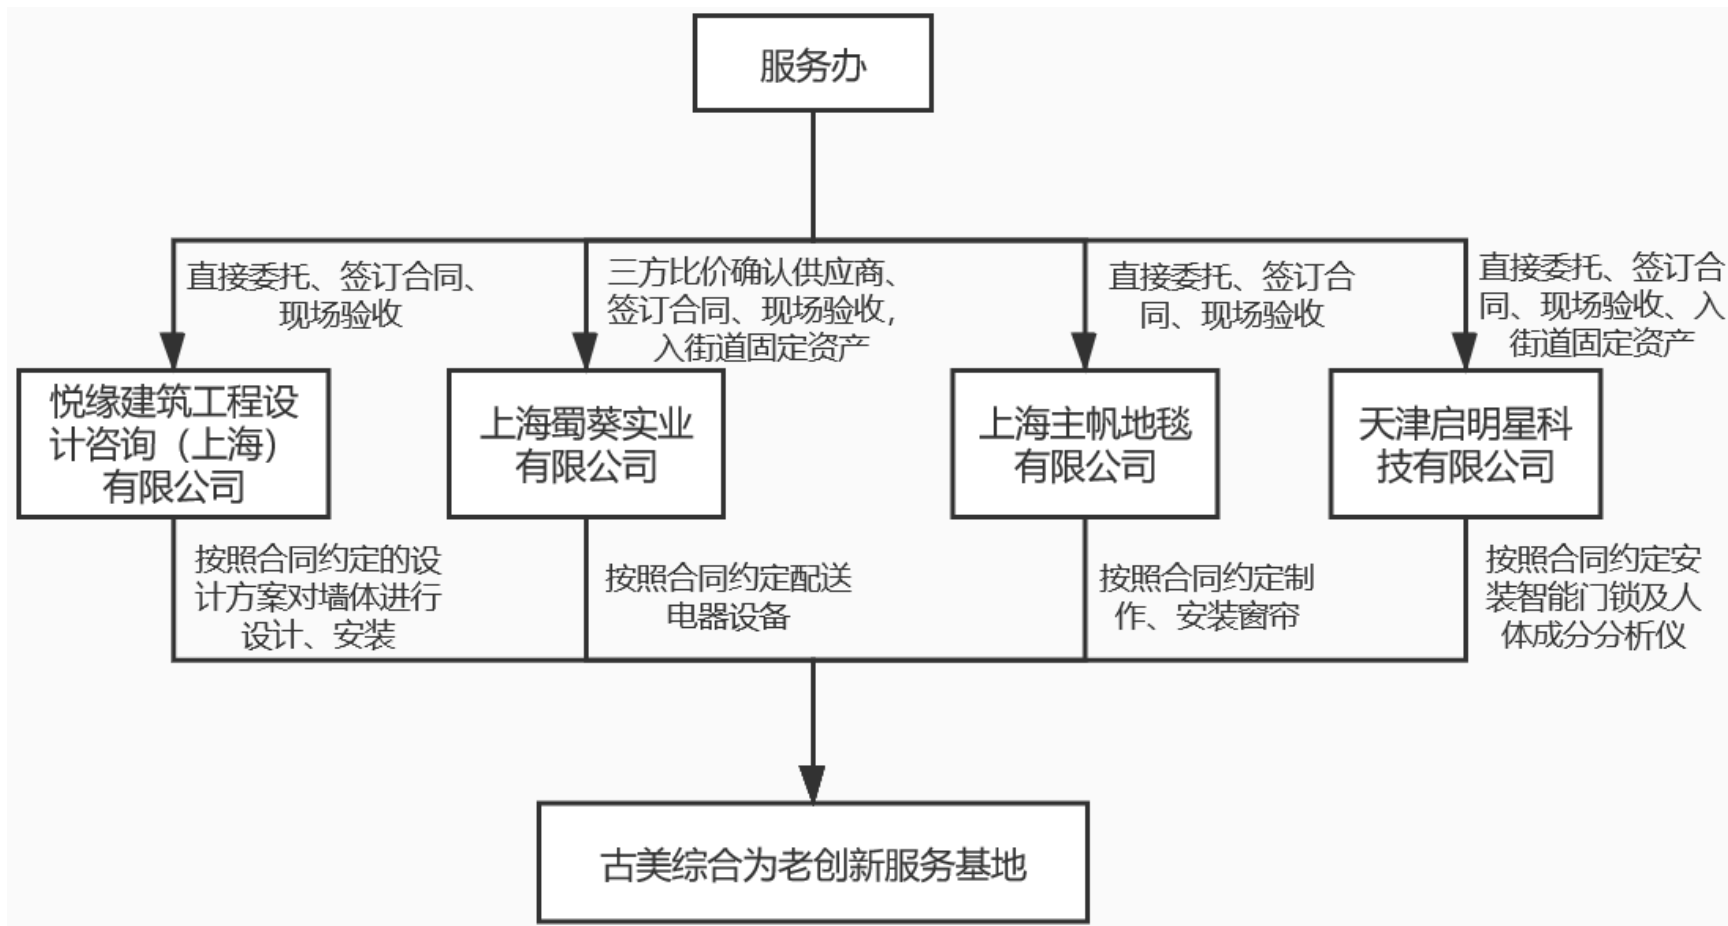 服务办
直接委托、签订合同、
现场验收
三方比价确认供应商、
签订合同、现场验收，
入街道固定资产
直接委托、签订合
同、现场验收
直接委托、签订合
同、现场验收、入
街道固定资产
悦缘建筑工程设
计咨询（上海）
有限公司
上海蜀葵实业
有限公司
上海主帆地毯
有限公司
天津启明星科
技有限公司
按照合同约定的设
计方案对墙体进行
设计、安装
按照合同约定配送
电器设备
按照合同约定制
作、安装窗帘
按照合同约定安
装智能门锁及人
体成分分析仪
古美综合为老创新服务基地